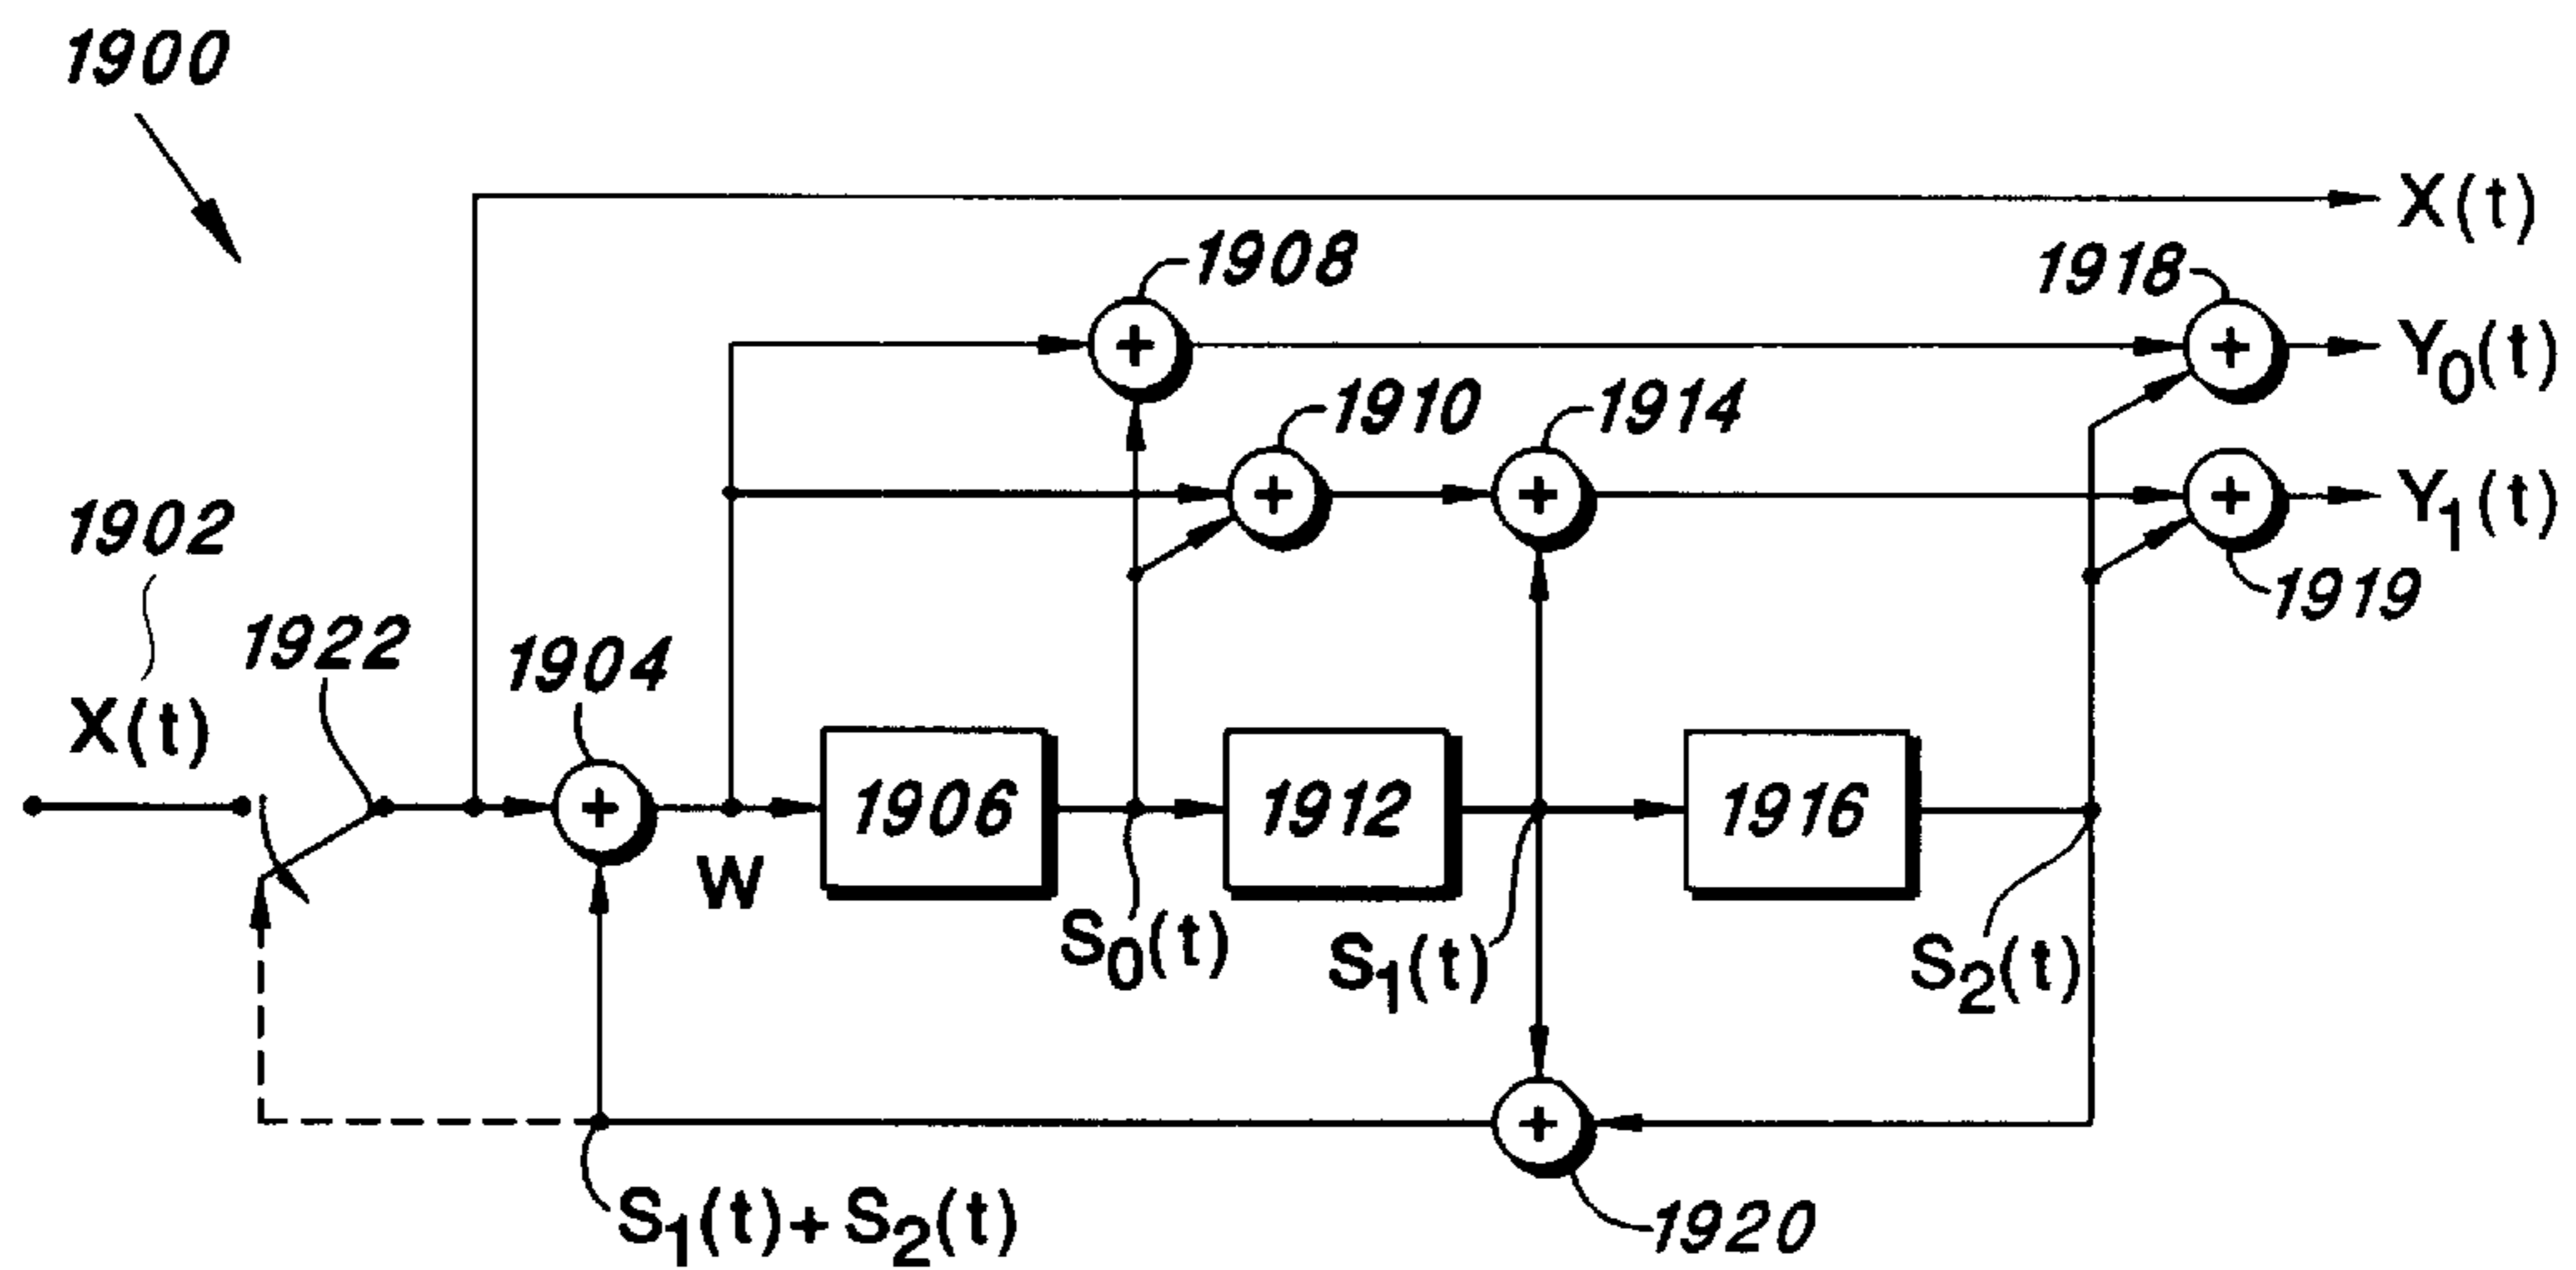 1900
X(t)
1908
1918
Y0(t)
1910
1914
Y1(t)
1902
1919
1922
1904
X(t)
+
+
+
+
+
+
1906
1912
1916
W
S0(t)
S1(t)
S2(t)
+
S1(t)+S2(t)
1920